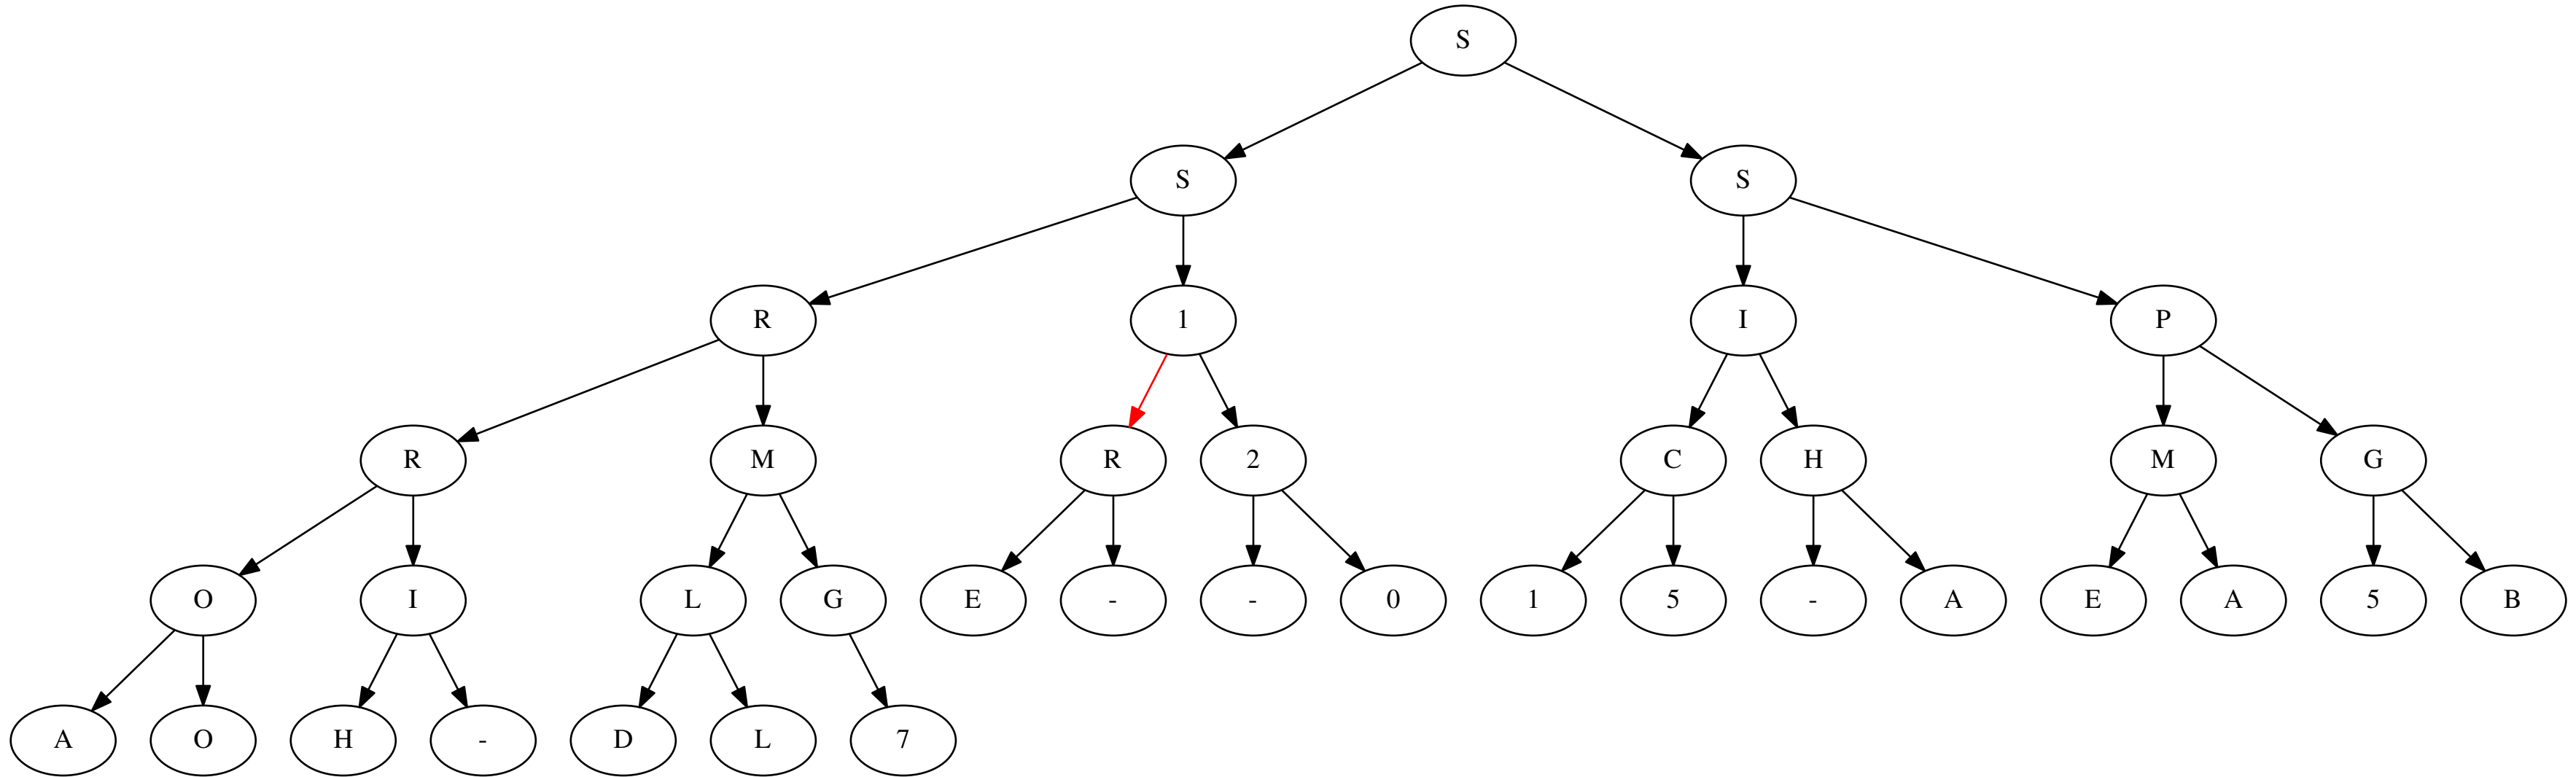 S
S S
R 1 I P
R M R 2 C H M G
O I L G E - - 0 1 5 - A E A 5 B
A O H - D L 7